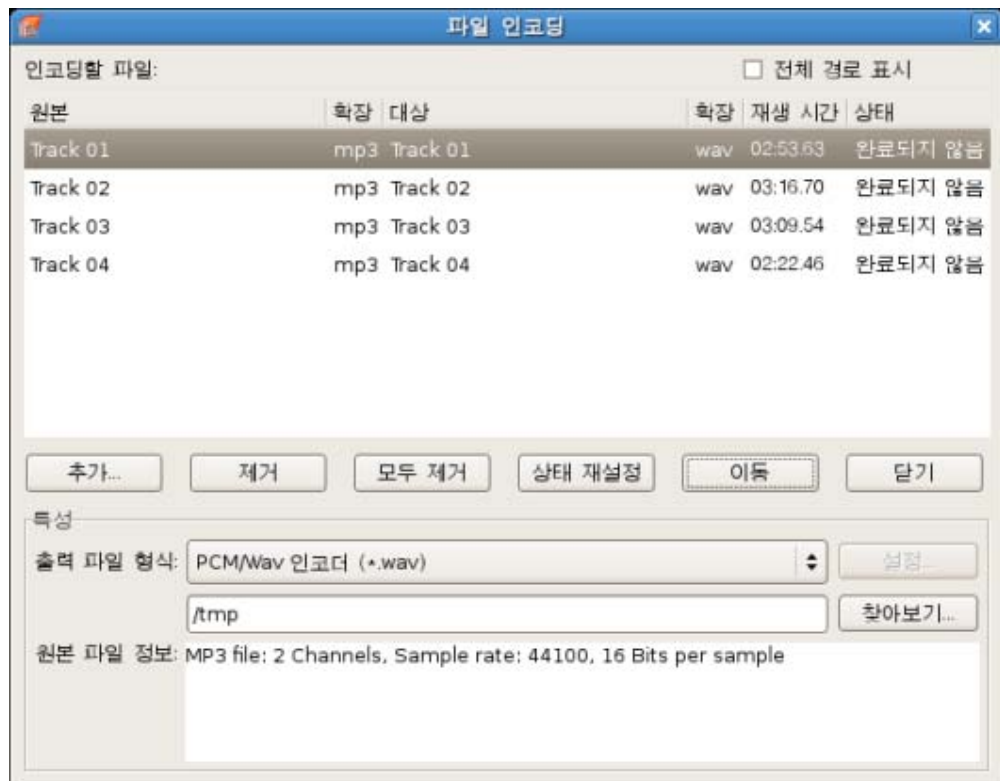 파일 인코딩
인코딩할 파일: 전체 경로 표시
원본 확장 대상 확장 재생 시간 상태
Track 01 mp3 Track 01 wav 02:53.63 완료되지 않음
Track 02 mp3 Track 02 wav 03:16.70 완료되지 않음
Track 03 mp3 Track 03 wav 03:09.54 완료되지 않음
Track 04 mp3 Track 04 wav 02:22.46 완료되지 않음
추가... 제거 모두 제거 상태 재설정 이동 닫기
특성
출력 파일 형식: PCM/Wav 인코더 (*.wav) 설정...
/tmp 찾아보기...
원본 파일 정보: MP3 file: 2 Channels, Sample rate: 44100, 16 Bits per sample